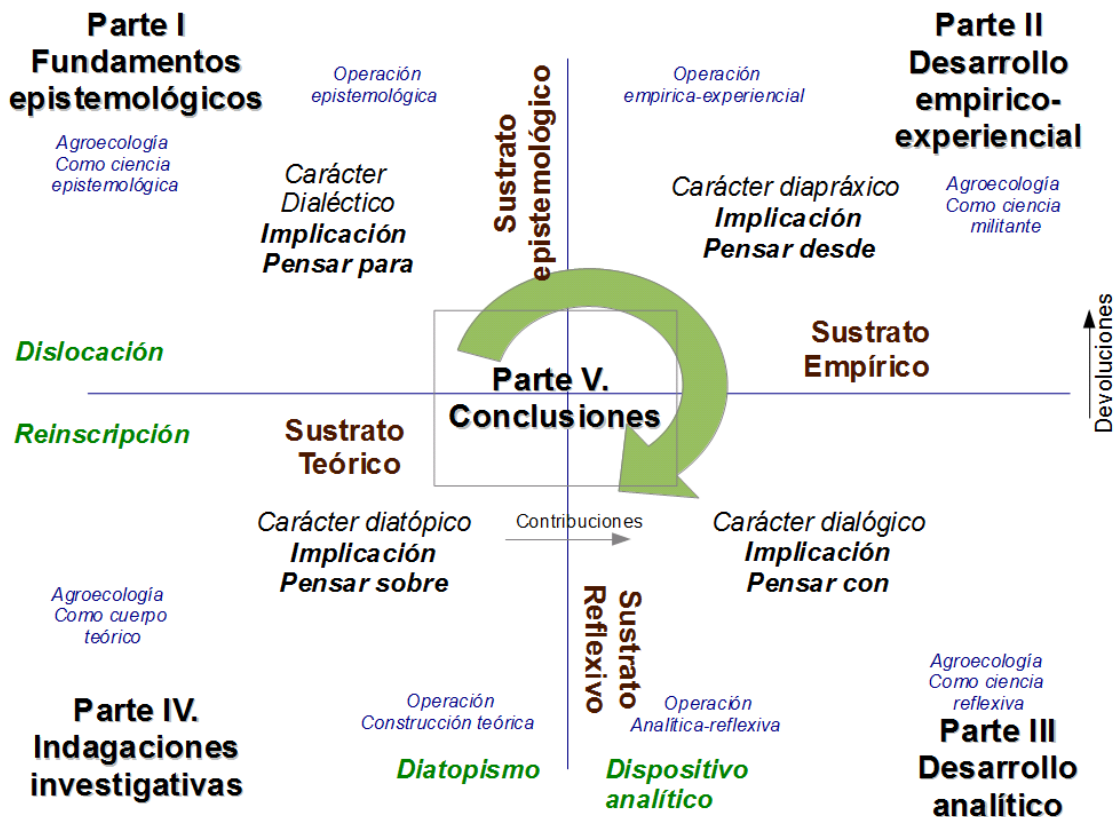 Parte I
Fundamentos
epistemológicos
Operación
epistemológica
Agroecología
Como ciencia
epistemológica
Carácter
Dialéctico
Implicación
Pensar para
Sustrato
epistemológico
Operación
empirica-experiencial
Parte II
Desarrollo
empirico-
experiencial
Carácter diapráxico
Implicación
Pensar desde
Agroecología
Como ciencia
militante
Dislocación
Sustrato
Empírico
Devoluciones
Parte V.
Conclusiones
Reinscripción
Sustrato
Teórico
Carácter diatópico
Implicación
Pensar sobre
Contribuciones
Carácter dialógico
Implicación
Pensar con
Agroecología
Como cuerpo
teórico
Sustrato
Reflexivo
Agroecología
Como ciencia
reflexiva
Parte IV.
Indagaciones
investigativas
Operación
Construcción teórica
Operación
Analítica-reflexiva
Parte III
Desarrollo
analítico
Diatopismo
Dispositivo
analítico